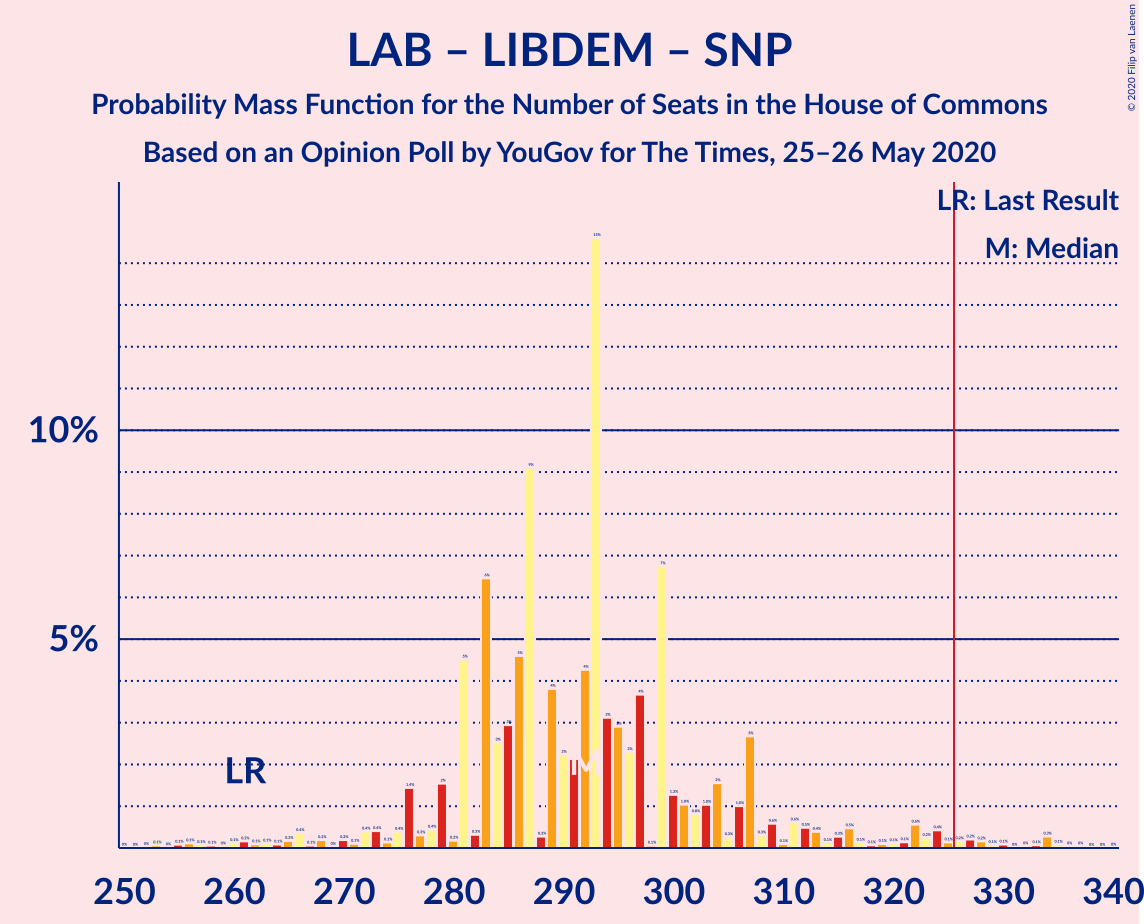 LAB – LIBDEM – SNP
Probability Mass Function for the Number of Seats in the House of Commons
Based on an Opinion Poll by YouGov for The Times, 25–26 May 2020
© 2020 Filip van Laenen
LR: Last Result
M: Median
10%
5%
LR
M
250 260 270 280 290 300 310 320 330 340